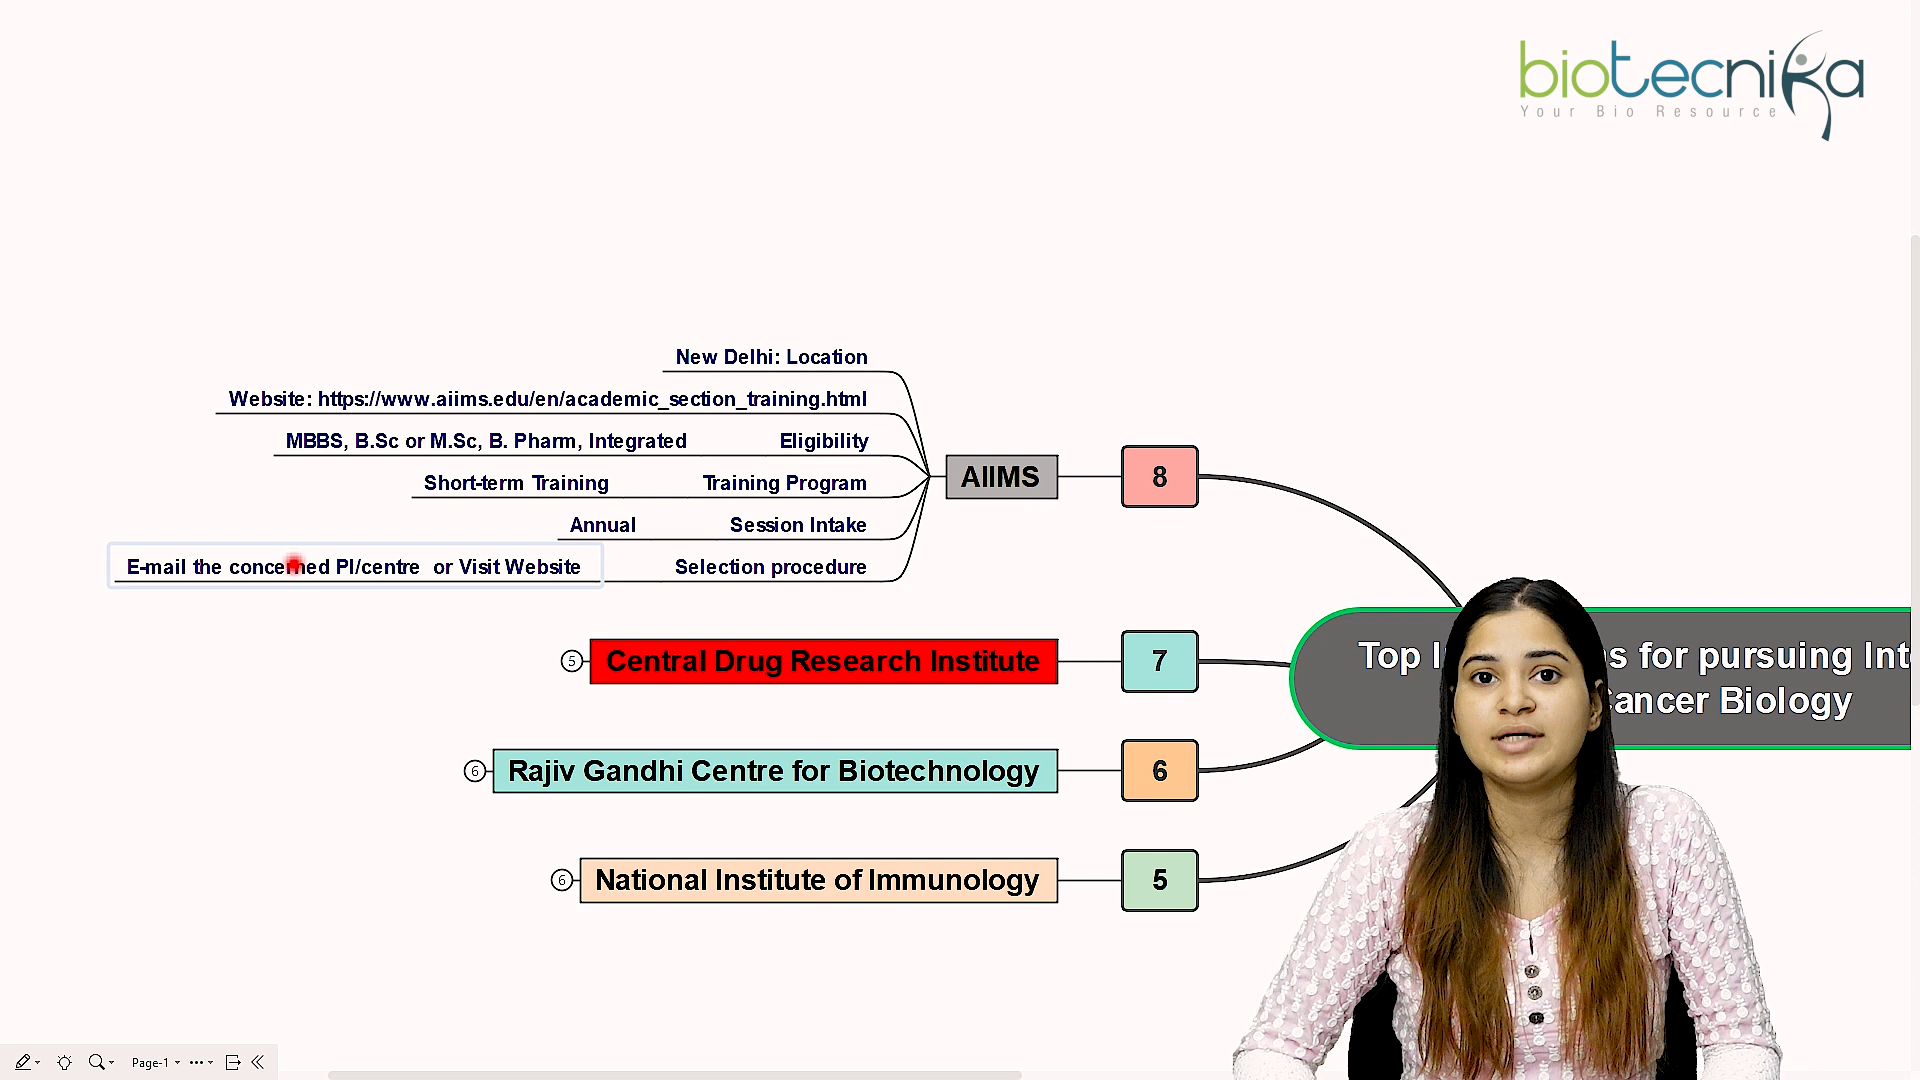 biotecnika
Your Bio Resource
New Delhi: Location
Website: https://www.aiims.edu/en/academic_section_training.html
MBBS, B.Sc or M.Sc, B. Pharm, Integrated Eligibility
Short-term Training Training Program
Annual Session Intake
E-mail the concerned PI/centre or Visit Website Selection procedure
AIIMS 8
5 Central Drug Research Institute 7
6 Rajiv Gandhi Centre for Biotechnology 6
6 National Institute of Immunology 5
Top for pursuing
Biology
Page-1